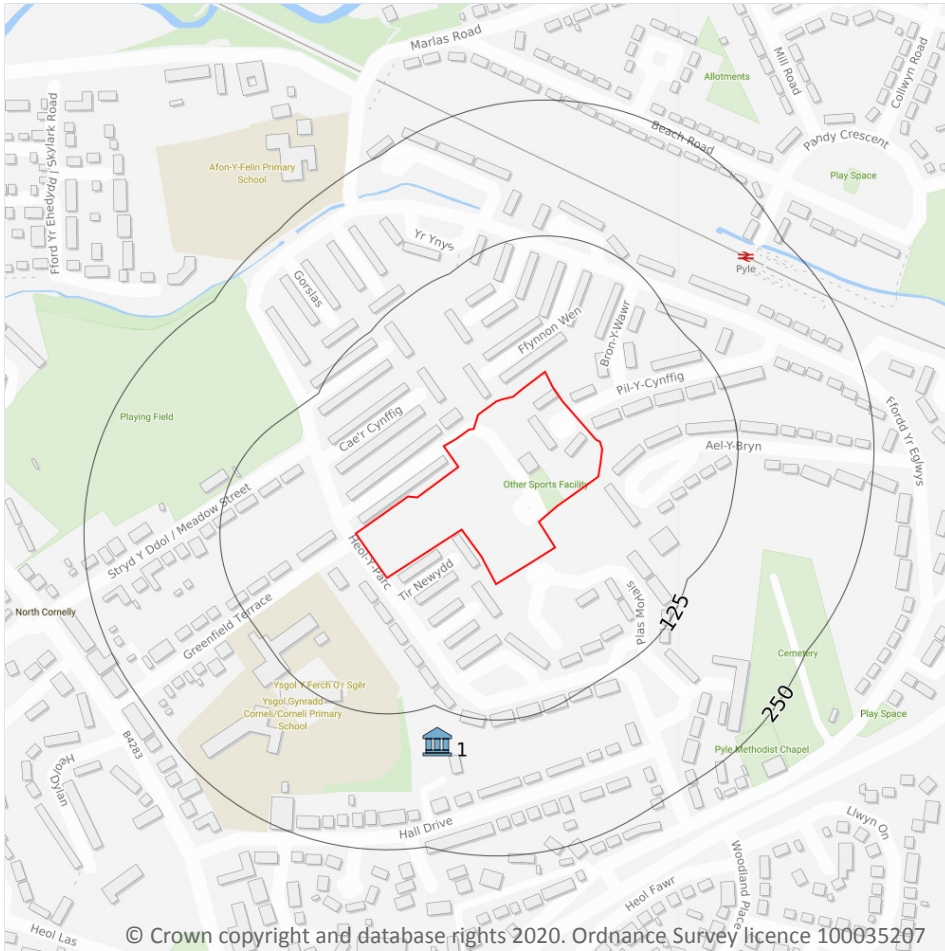 Marlas Road
Mill Road
Collwyn Road
Allotments
Beach Road
Pandy Crescent
Play Space
Fford Yr Ehedydd | Skylark Road
Afon-Y-Felin Primary
School
Yr Ynys
Pyle
Gorslas
Ffynnon Wen
Bron-Y-Wawr
Pil-Y-Cynffig
Ffordd Yr Eglwys
Playing Field
Cae'r Cynffig
Ael-Y-Bryn
Other Sports Facility
Stryd Y Ddol / Meadow Street
Heol-Y-Parc
Tir Newydd
Plas Morlais
125
North Cornelly
Greenfield Terrace
Cemetery
Ysgol Y Ferch O'r Sgêr
Ysgol Gynradd
Corneli/Corneli Primary
School
250
Play Space
B4283
1
Pyle Methodist Chapel
Heol Dylan
Hall Drive
Llwyn On
Woodland Place
Heol Fawr
Heol Las
© Crown copyright and database rights 2020. Ordnance Survey licence 100035207